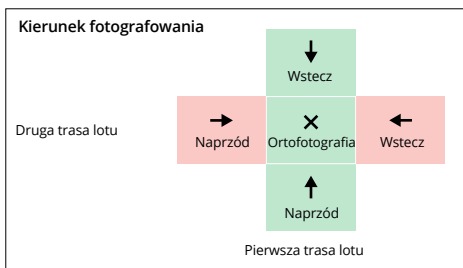 Kierunek fotografowania
Wstecz
Druga trasa lotu
Naprzód
Ortofotografia
Wstecz
Naprzód
Pierwsza trasa lotu